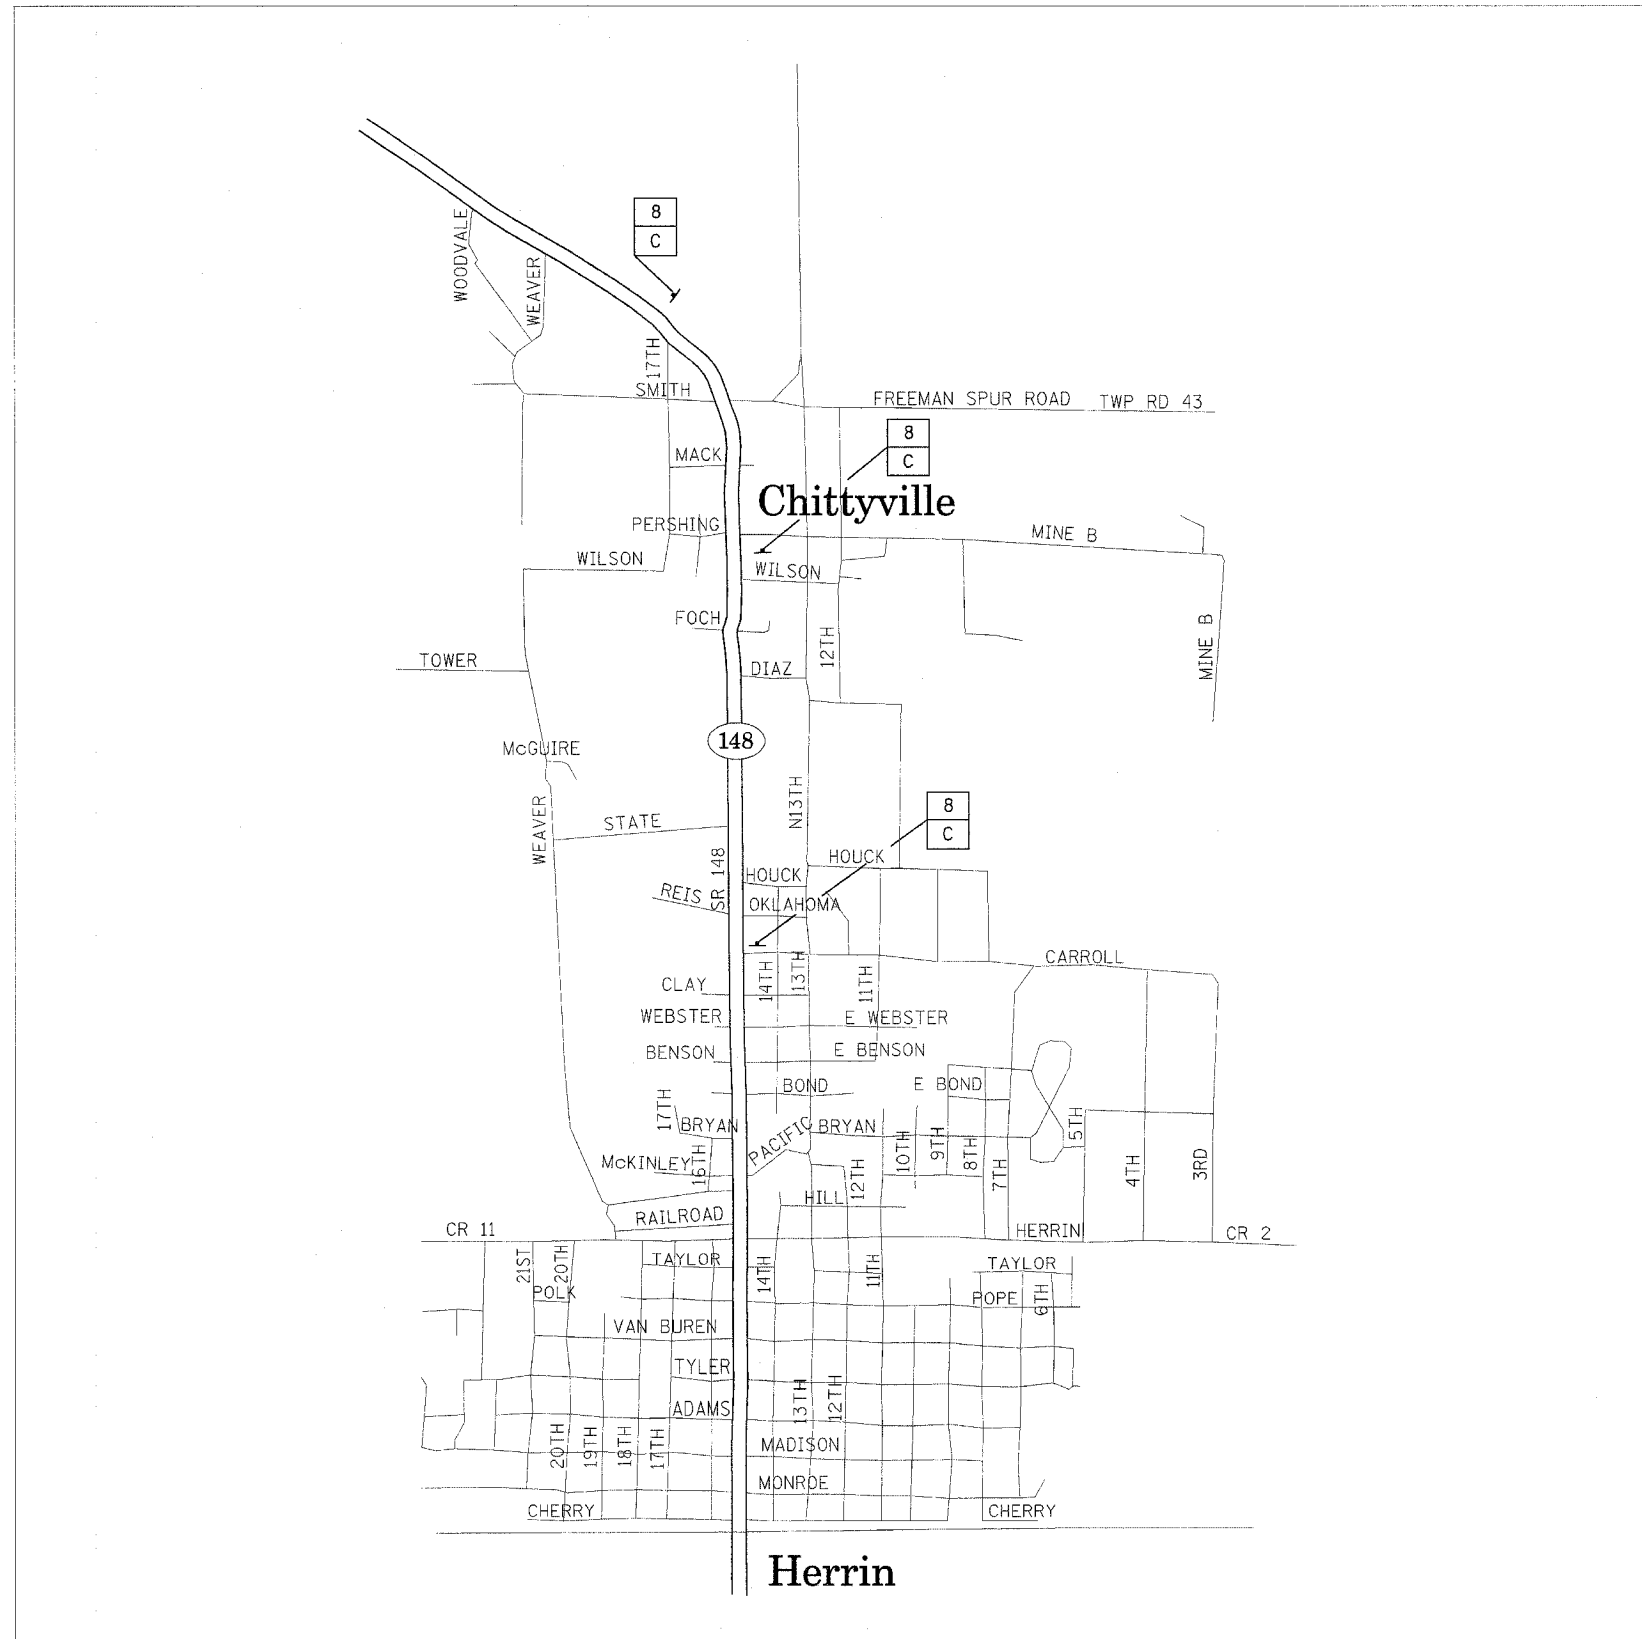 8
C
WOODVALE
WEAVER
17TH
SMITH
FREEMAN SPUR ROAD TWP RD 43
8
C
MACK
Chittyville
PERSHING
MINE B
WILSON
WILSON
FOCH
12TH
MINE B
TOWER
DIAZ
148
McGUIRE
N13TH
8
C
STATE
WEAVER
SR 148
HOUCK
HOUCK
REIS
OKLAHOMA
CARROLL
14TH
13TH
11TH
CLAY
WEBSTER
E WEBSTER
BENSON
E BENSON
BOND
E BOND
17TH
BRYAN
PACIFIC
BRYAN
5TH
10TH
9TH
8TH
McKINLEY
16TH
12TH
7TH
4TH
3RD
HILL
RAILROAD
CR 11
HERRIN
CR 2
21ST
20TH
TAYLOR
14TH
11TH
TAYLOR
POLK
POPE
6TH
VAN BUREN
TYLER
13TH
12TH
ADAMS
20TH
19TH
18TH
17TH
MADISON
MONROE
CHERRY
CHERRY
Herrin